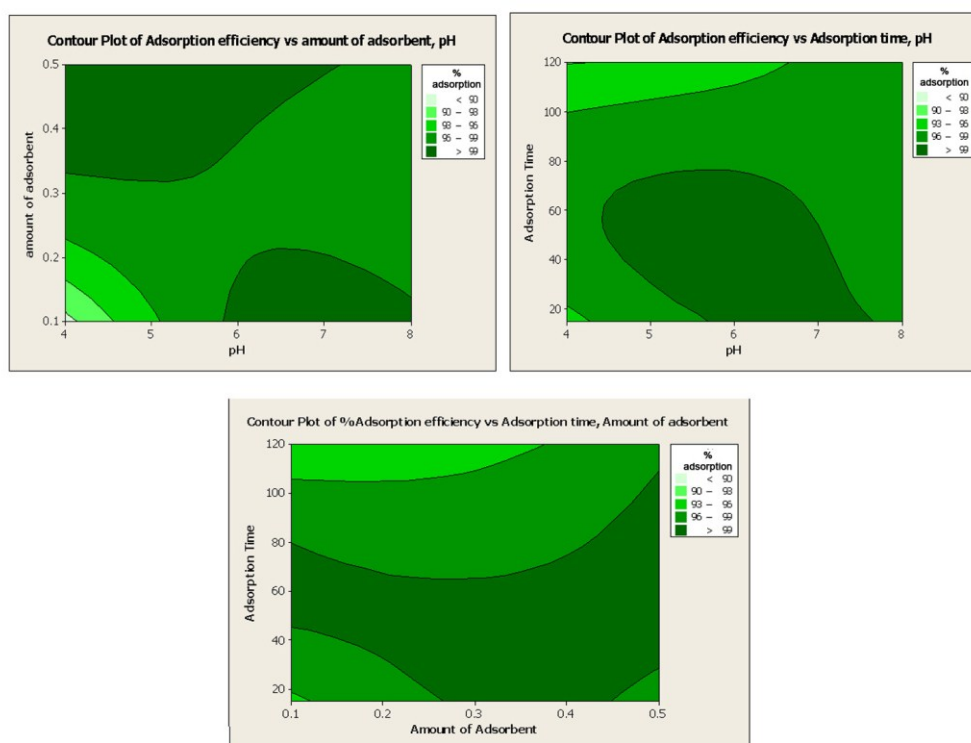 Contour Plot of Adsorption efficiency vs amount of adsorbent, pH
%
adsorption
< 90
90 – 93
93 – 95
95 – 99
> 99
amount of adsorbent
0.5
0.4
0.3
0.2
0.1
4
5
6
7
8
pH
Contour Plot of Adsorption efficiency vs Adsorption time, pH
%
adsorption
< 90
90 – 93
93 – 95
96 – 99
> 99
Adsorption Time
120
100
80
60
40
20
4
5
6
7
8
pH
Contour Plot of %Adsorption efficiency vs Adsorption time, Amount of adsorbent
%
adsorption
< 90
90 – 93
93 – 95
96 – 99
> 99
Adsorption Time
120
100
80
60
40
20
0.1
0.2
0.3
0.4
0.5
Amount of Adsorbent